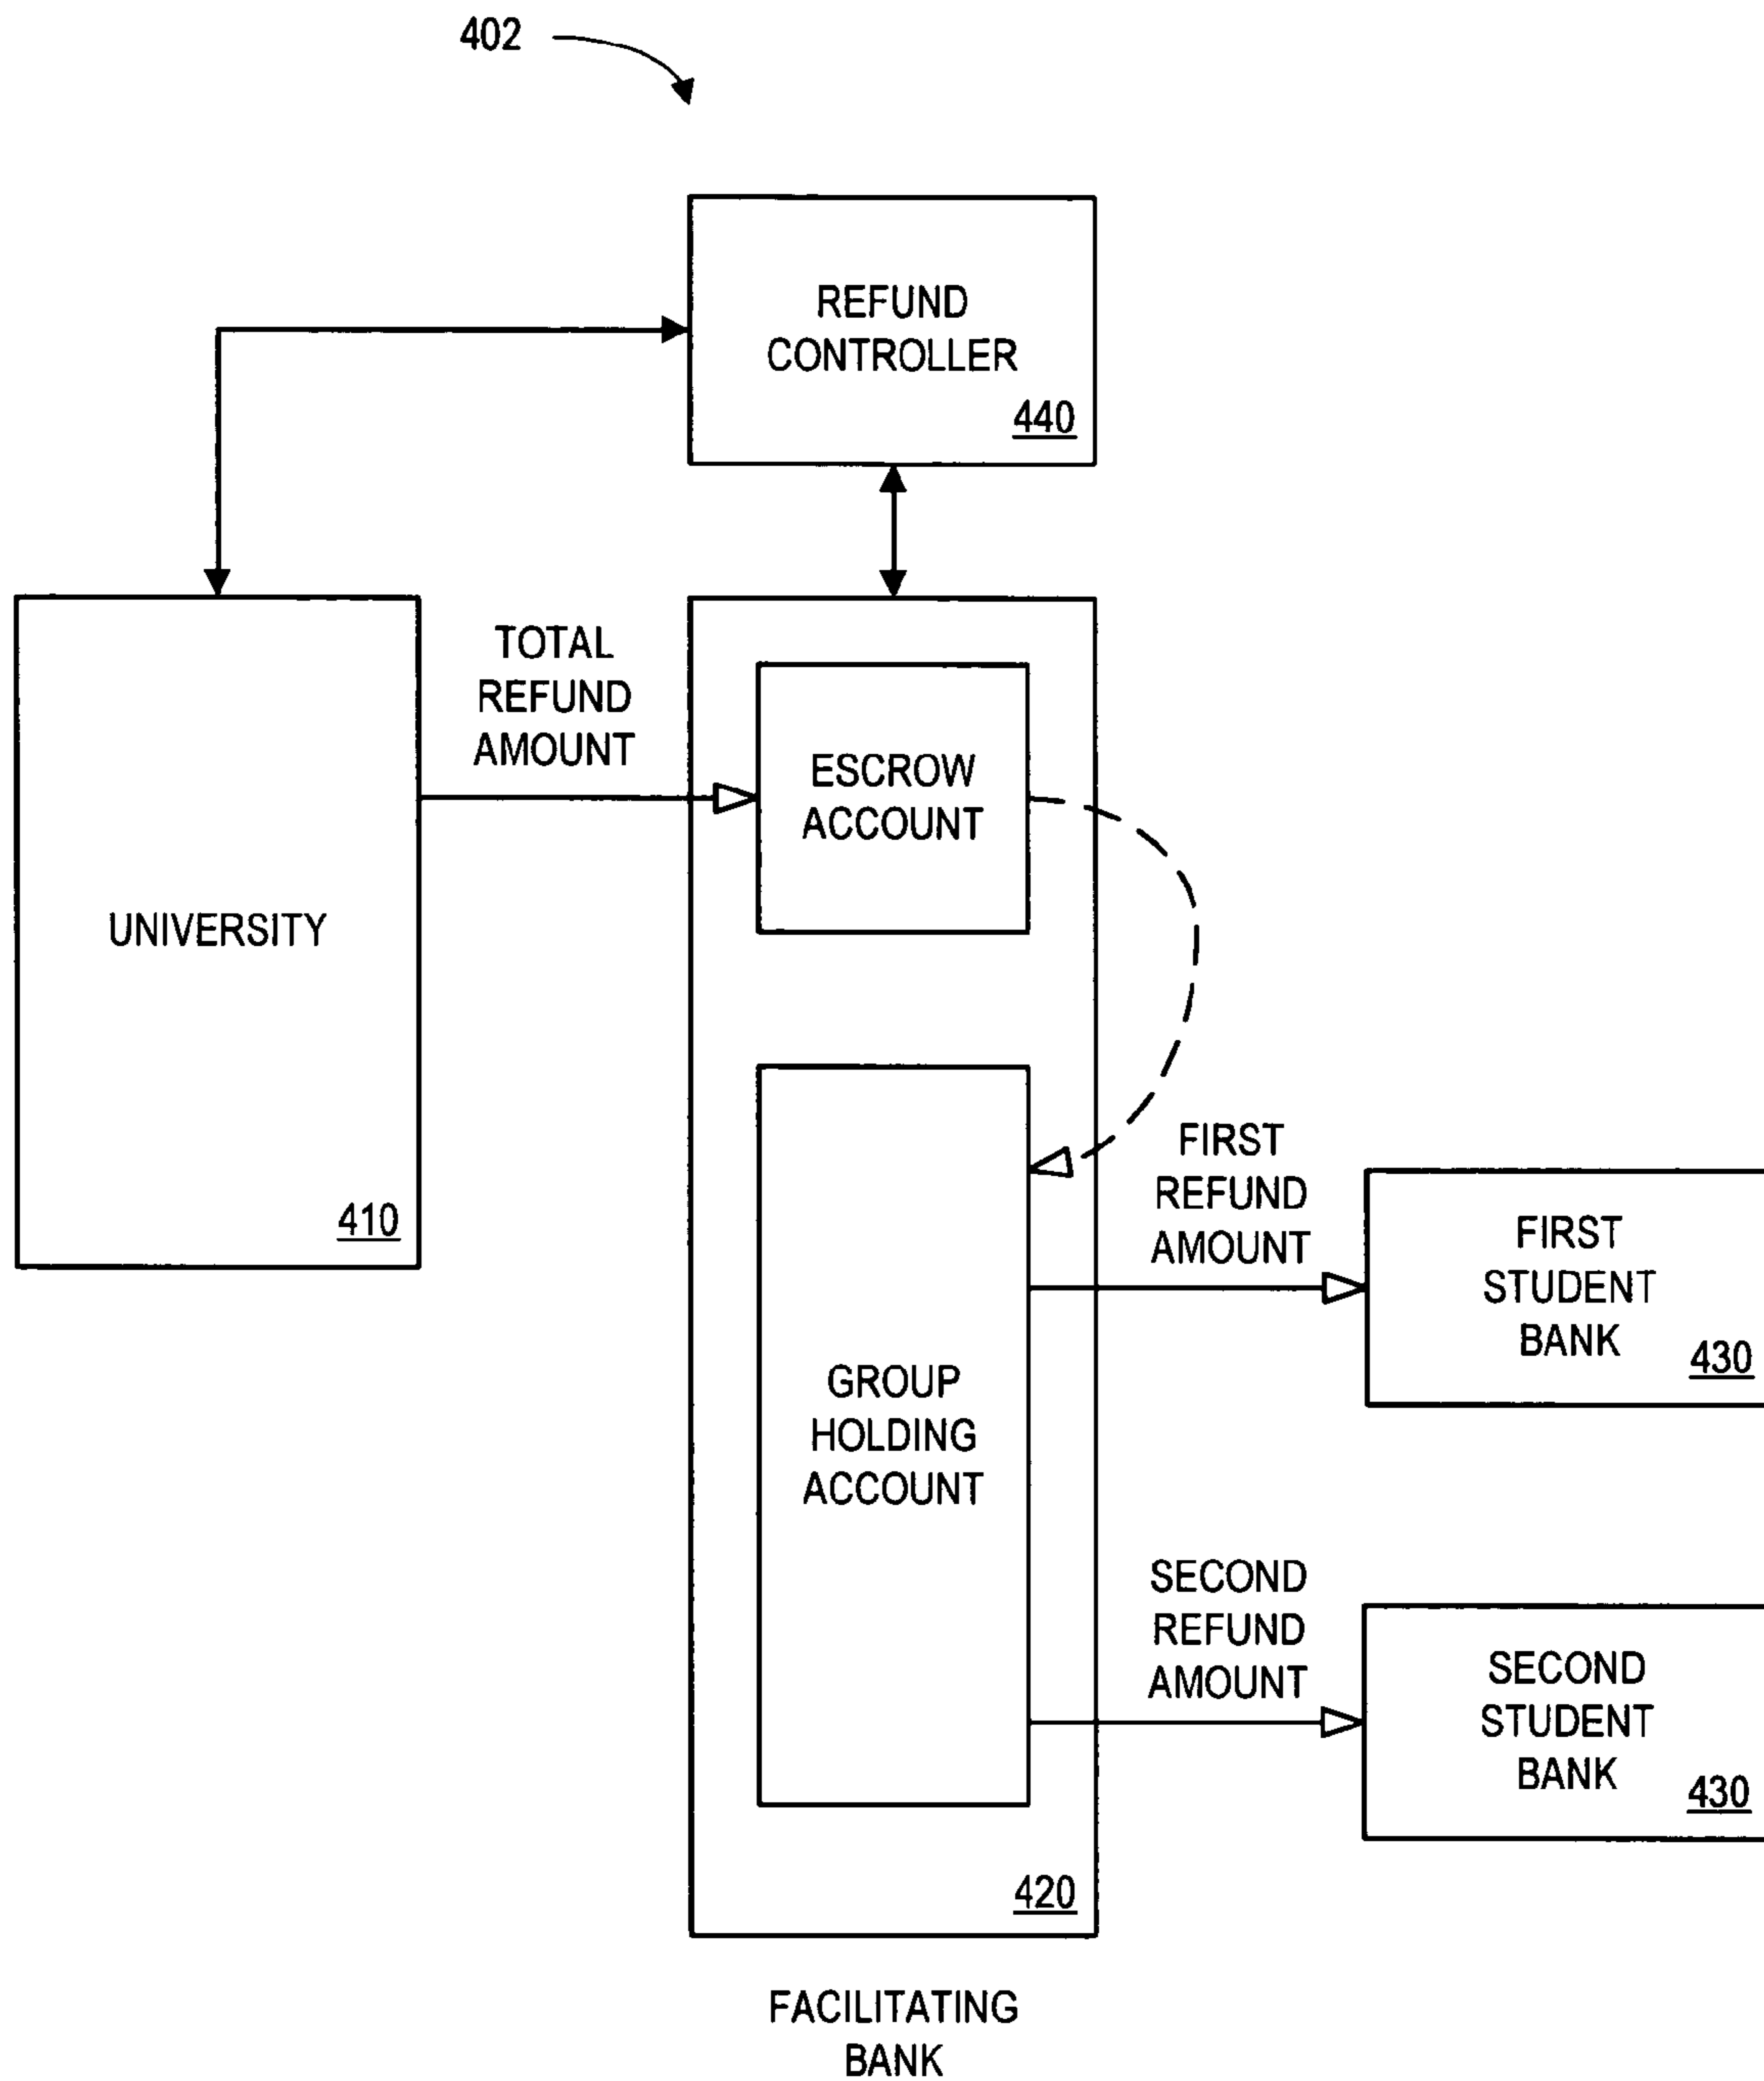 402
REFUND
CONTROLLER
440
TOTAL
REFUND
AMOUNT
ESCROW
ACCOUNT
UNIVERSITY
410
FIRST
REFUND
AMOUNT
FIRST
STUDENT
BANK
430
GROUP
HOLDING
ACCOUNT
SECOND
REFUND
AMOUNT
SECOND
STUDENT
BANK
430
420
FACILITATING
BANK